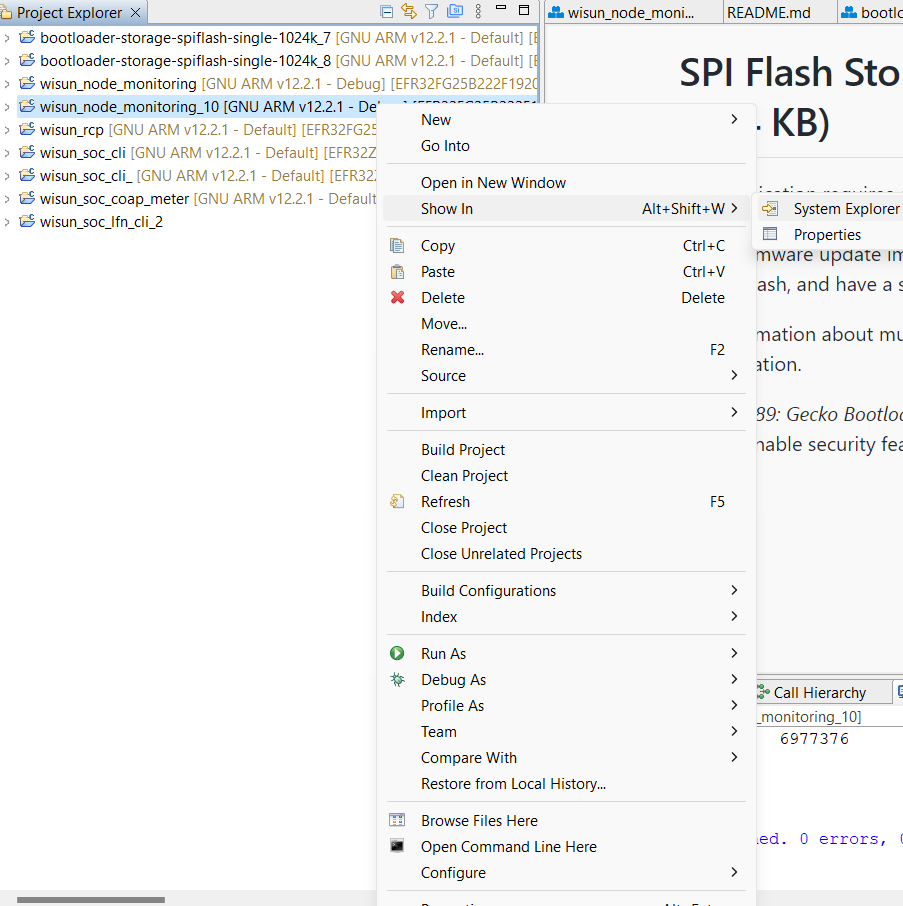 Project Explorer
wisun_node_moni...
README.md
bootlo
bootloader-storage-spiflash-single-1024k_7 [GNU ARM v12.2.1 - Default] [E
bootloader-storage-spiflash-single-1024k_8 [GNU ARM v12.2.1 - Default] [E
wisun_node_monitoring [GNU ARM v12.2.1 - Debug] [EFR32FG25B222F1920
wisun_node_monitoring_10 [GNU ARM v12.2.1 - De
wisun_rcp [GNU ARM v12.2.1 - Default] [EFR32FG25
wisun_soc_cli [GNU ARM v12.2.1 - Default] [EFR32Z
wisun_soc_cli_ [GNU ARM v12.2.1 - Default] [EFR32Z
wisun_soc_coap_meter [GNU ARM v12.2.1 - Default
wisun_soc_lfn_cli_2
New
Go Into
Open in New Window
Show In Alt+Shift+W
Copy Ctrl+C
Paste Ctrl+V
Delete Delete
Move...
Rename... F2
Source
Import
Build Project
Clean Project
Refresh F5
Close Project
Close Unrelated Projects
Build Configurations
Index
Run As
Debug As
Profile As
Team
Compare With
Restore from Local History...
Browse Files Here
Open Command Line Here
Configure
System Explorer
Properties
SPI Flash Sto
KB)
mware update im
ash, and have a s
mation about mu
ation.
89: Gecko Bootloa
nable security fea
Call Hierarchy
_monitoring_10]
6977376
ed. 0 errors,